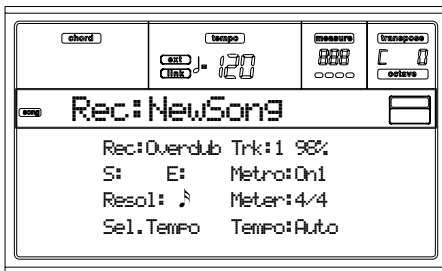 chord tempo measure transpose
ext link ♩= 120 888 C 0
octave
song Rec:NewSong
Rec:Overdub Trk:1 98%
S: E: Metro:On1
Resol: 𝅘𝅥𝅯 Meter:4/4
Sel.Tempo Tempo:Auto